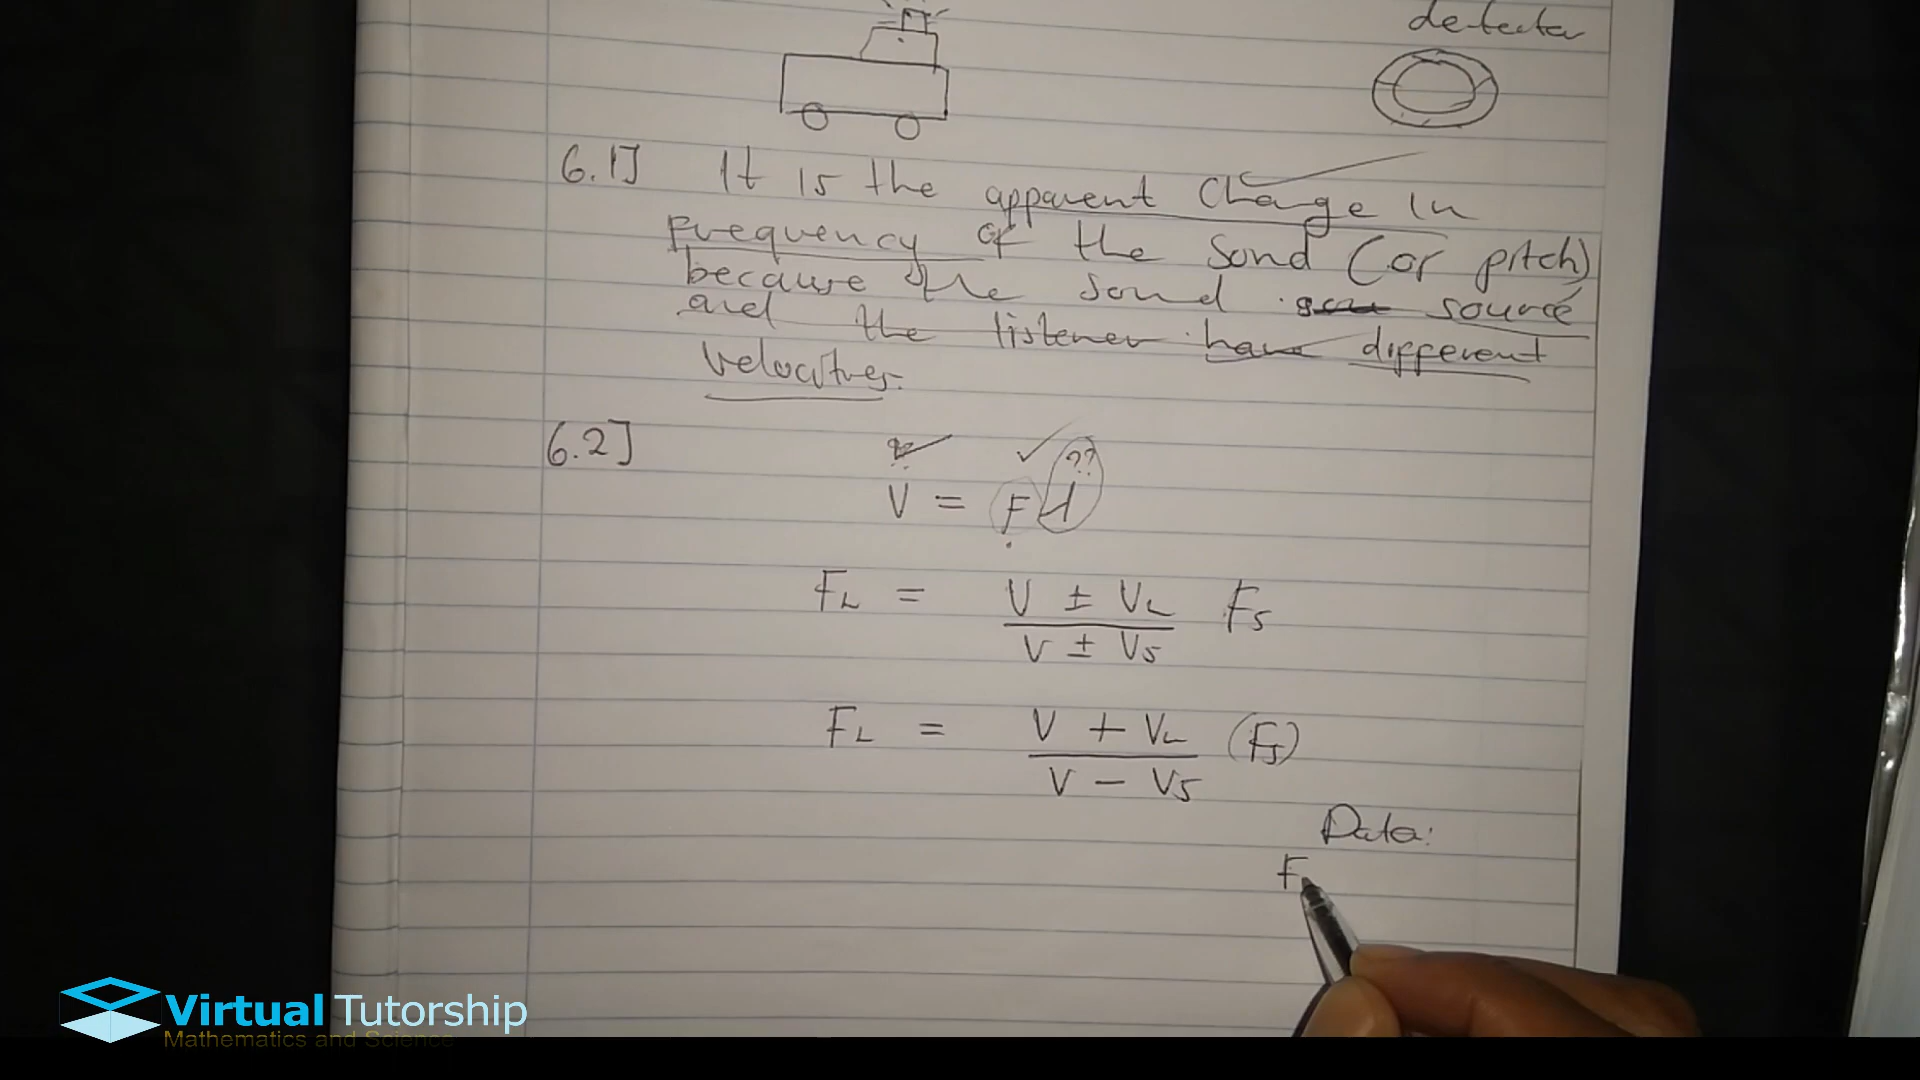 detector
6.1] It is the apparent change in
frequency of the sond (or pitch)
because the sond source
and the listener have different
velocities.
6.2]
??
V = Fλ
FL = V ± VL / V ± VS FS
FL = V + VL / V - VS (FS)
Data:
F
Virtual Tutorship
Mathematics and Science